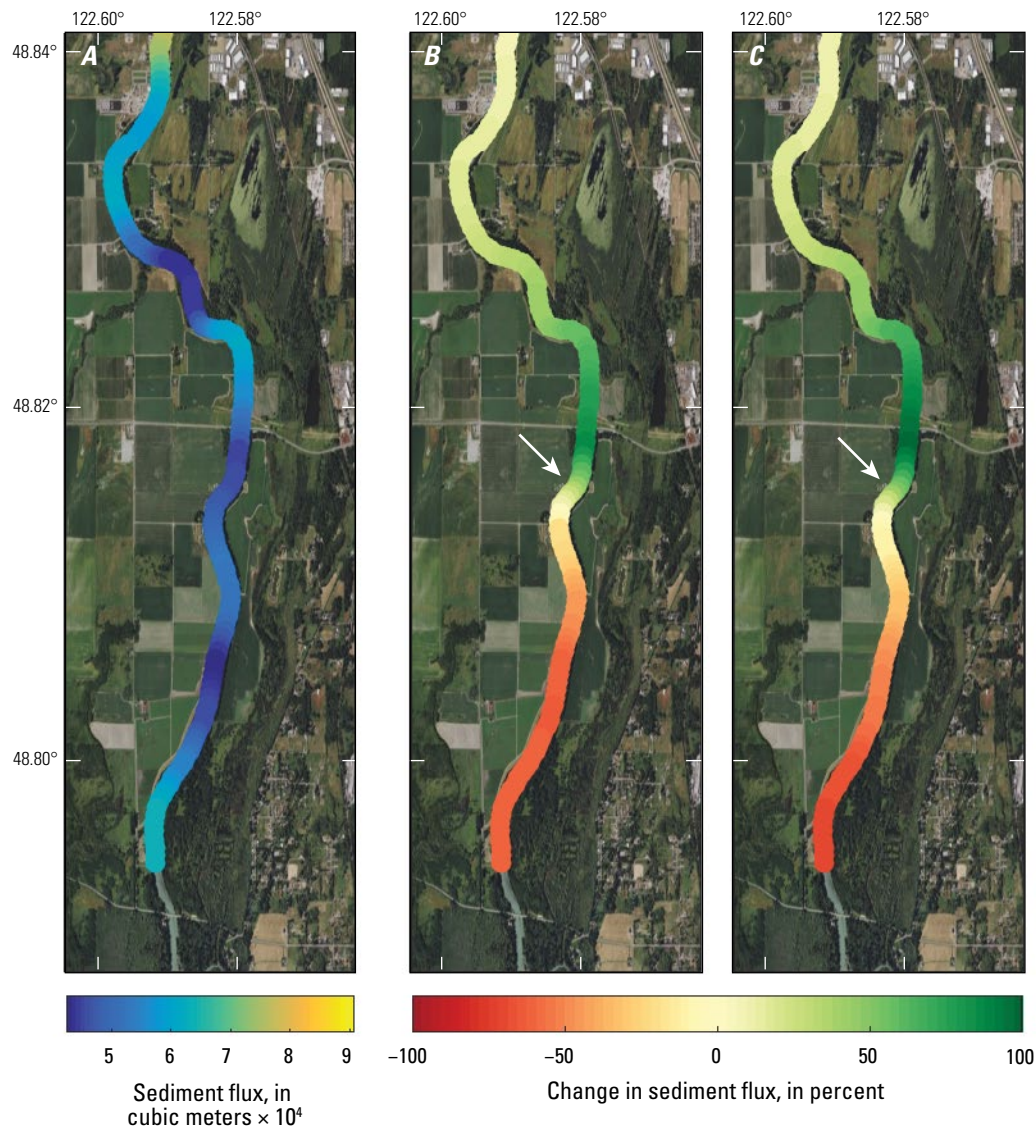 122.60° 122.58° 122.60° 122.58° 122.60° 122.58°
48.84°
A B C
48.82°
48.80°
5 6 7 8 9
Sediment flux, in
cubic meters × 10⁴
−100 −50 0 50 100
Change in sediment flux, in percent